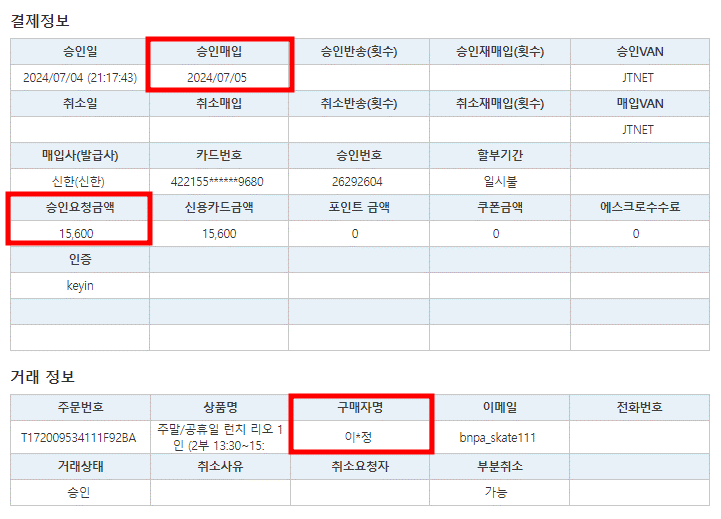 결제정보
승인일 승인매입 승인반송(횟수) 승인재매입(횟수) 승인VAN
2024/07/04 (21:17:43) 2024/07/05 JTNET
취소일 취소매입 취소반송(횟수) 취소재매입(횟수) 매입VAN
JTNET
매입사(발급사) 카드번호 승인번호 할부기간
신한(신한) 422155******9680 26292604 일시불
승인요청금액 신용카드금액 포인트 금액 쿠폰금액 에스크로수수료
15,600 15,600 0 0 0
인증
keyin
거래 정보
주문번호 상품명 구매자명 이메일 전화번호
T172009534111F92BA 주말/공휴일 런치 리오 1 이*정 bnpa_skate111
인 (2부 13:30~15:
거래상태 취소사유 취소요청자 부분취소
승인 가능